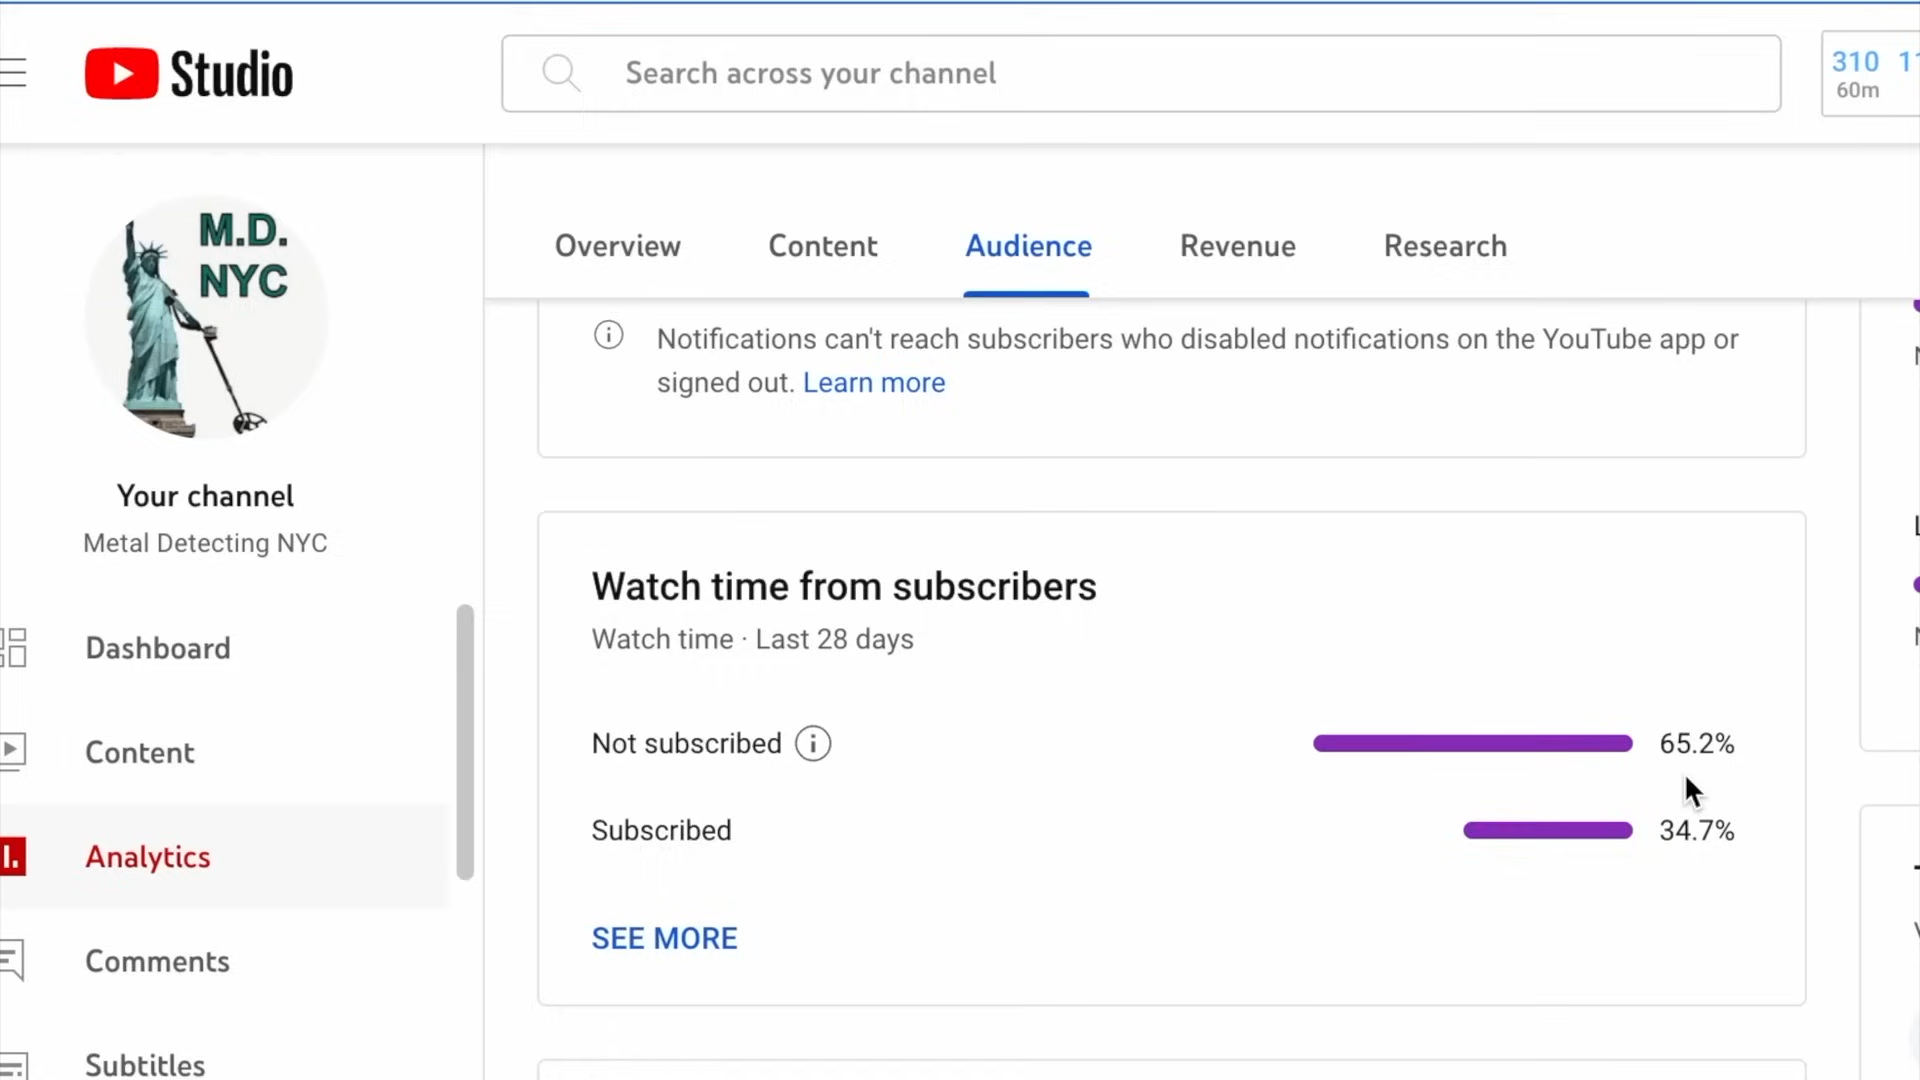 Studio
Search across your channel
310
60m
M.D.
NYC
Your channel
Metal Detecting NYC
Dashboard
Content
Analytics
Comments
Subtitles
Overview
Content
Audience
Revenue
Research
Notifications can't reach subscribers who disabled notifications on the YouTube app or
signed out. Learn more
Watch time from subscribers
Watch time · Last 28 days
Not subscribed
65.2%
Subscribed
34.7%
SEE MORE